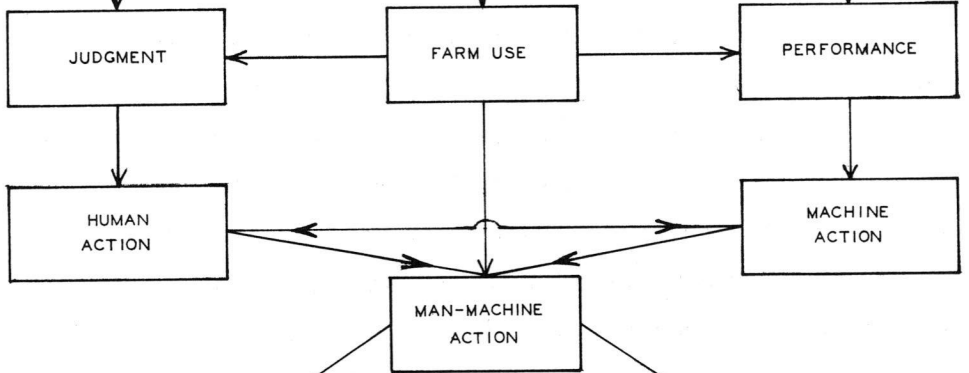 JUDGMENT
FARM USE
PERFORMANCE
HUMAN
ACTION
MACHINE
ACTION
MAN-MACHINE
ACTION